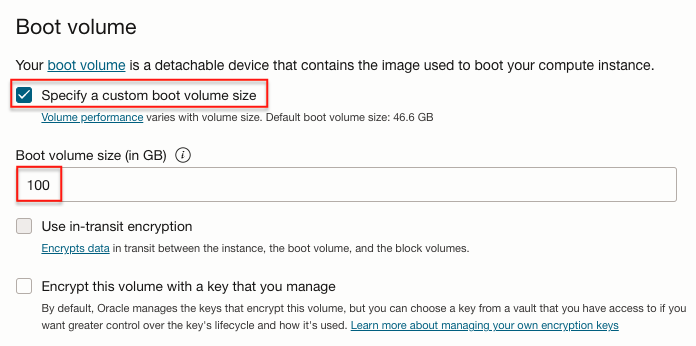 Boot volume
Your boot volume is a detachable device that contains the image used to boot your compute instance.
Specify a custom boot volume size
Volume performance varies with volume size. Default boot volume size: 46.6 GB
Boot volume size (in GB)
100
Use in-transit encryption
Encrypts data in transit between the instance, the boot volume, and the block volumes.
Encrypt this volume with a key that you manage
By default, Oracle manages the keys that encrypt this volume, but you can choose a key from a vault that you have access to if you
want greater control over the key's lifecycle and how it's used. Learn more about managing your own encryption keys